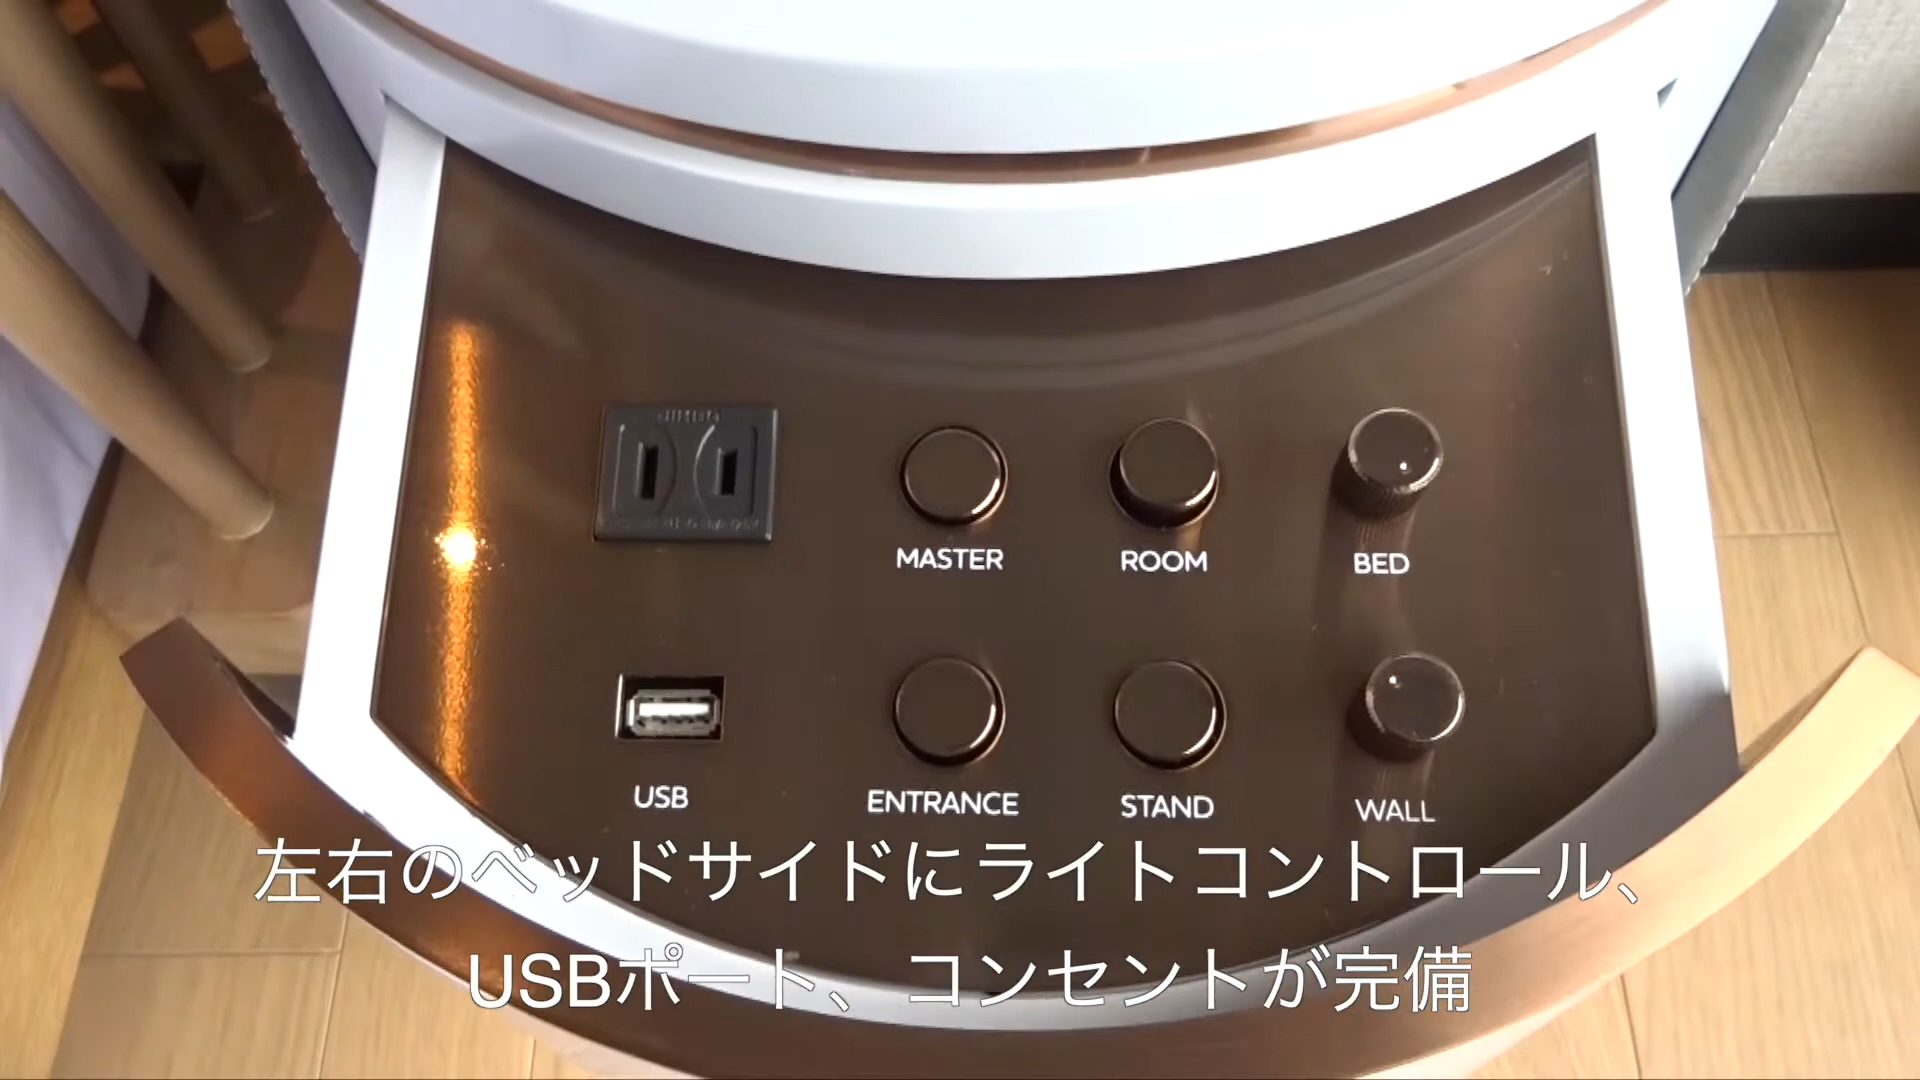 MASTER
ROOM
BED
USB
ENTRANCE
STAND
WALL
左右のベッドサイドにライトコントロール、
USBポート、コンセントが完備